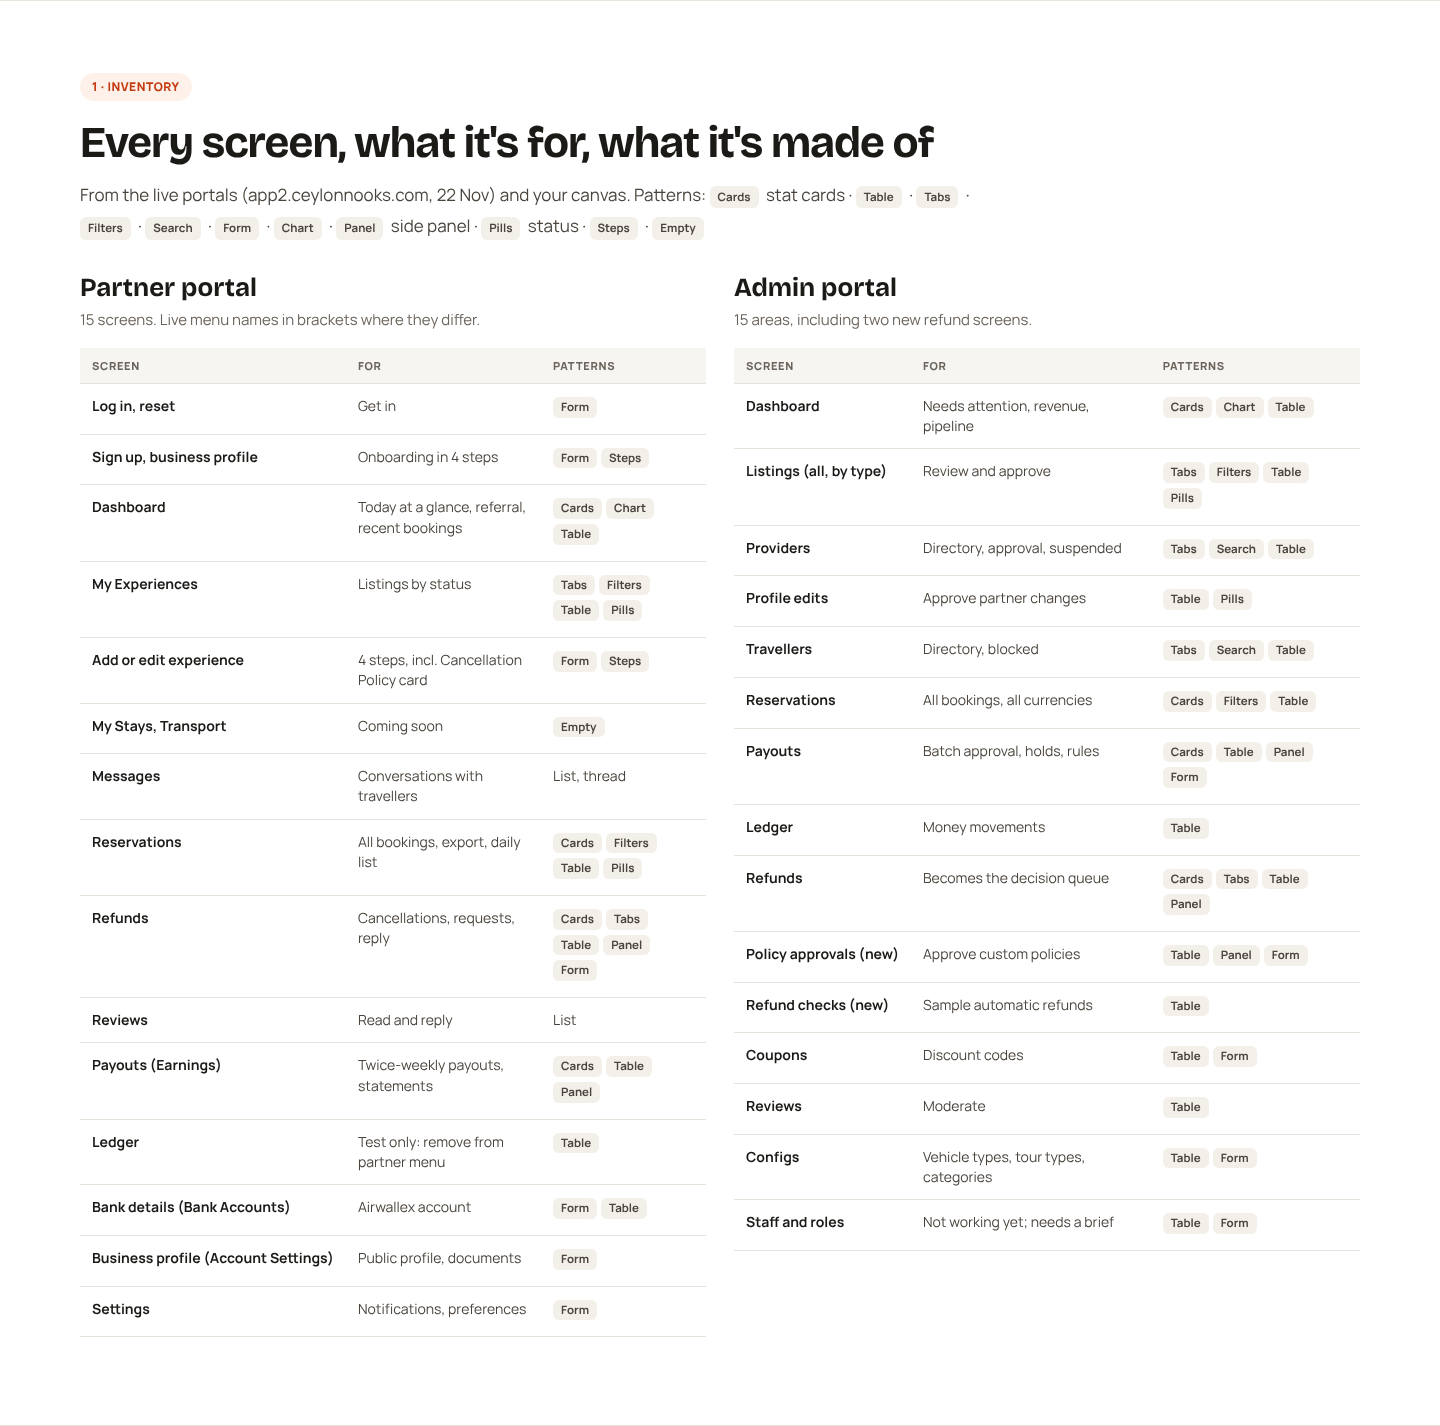 1 · INVENTORY
Every screen, what it's for, what it's made of
From the live portals (app2.ceylonnooks.com, 22 Nov) and your canvas. Patterns: Cards stat cards · Table · Tabs ·
Filters · Search · Form · Chart · Panel side panel · Pills status · Steps · Empty
Partner portal
15 screens. Live menu names in brackets where they differ.
SCREEN FOR PATTERNS
Log in, reset Get in Form
Sign up, business profile Onboarding in 4 steps Form Steps
Dashboard Today at a glance, referral, Cards Chart
recent bookings Table
My Experiences Listings by status Tabs Filters
Table Pills
Add or edit experience 4 steps, incl. Cancellation Form Steps
Policy card
My Stays, Transport Coming soon Empty
Messages Conversations with List, thread
travellers
Reservations All bookings, export, daily Cards Filters
list Table Pills
Refunds Cancellations, requests, Cards Tabs
reply Table Panel
Form
Reviews Read and reply List
Payouts (Earnings) Twice-weekly payouts, Cards Table
statements Panel
Ledger Test only: remove from Table
partner menu
Bank details (Bank Accounts) Airwallex account Form Table
Business profile (Account Settings) Public profile, documents Form
Settings Notifications, preferences Form
Admin portal
15 areas, including two new refund screens.
SCREEN FOR PATTERNS
Dashboard Needs attention, revenue, Cards Chart Table
pipeline
Listings (all, by type) Review and approve Tabs Filters Table
Pills
Providers Directory, approval, suspended Tabs Search Table
Profile edits Approve partner changes Table Pills
Travellers Directory, blocked Tabs Search Table
Reservations All bookings, all currencies Cards Filters Table
Payouts Batch approval, holds, rules Cards Table Panel
Form
Ledger Money movements Table
Refunds Becomes the decision queue Cards Tabs Table
Panel
Policy approvals (new) Approve custom policies Table Panel Form
Refund checks (new) Sample automatic refunds Table
Coupons Discount codes Table Form
Reviews Moderate Table
Configs Vehicle types, tour types, Table Form
categories
Staff and roles Not working yet; needs a brief Table Form